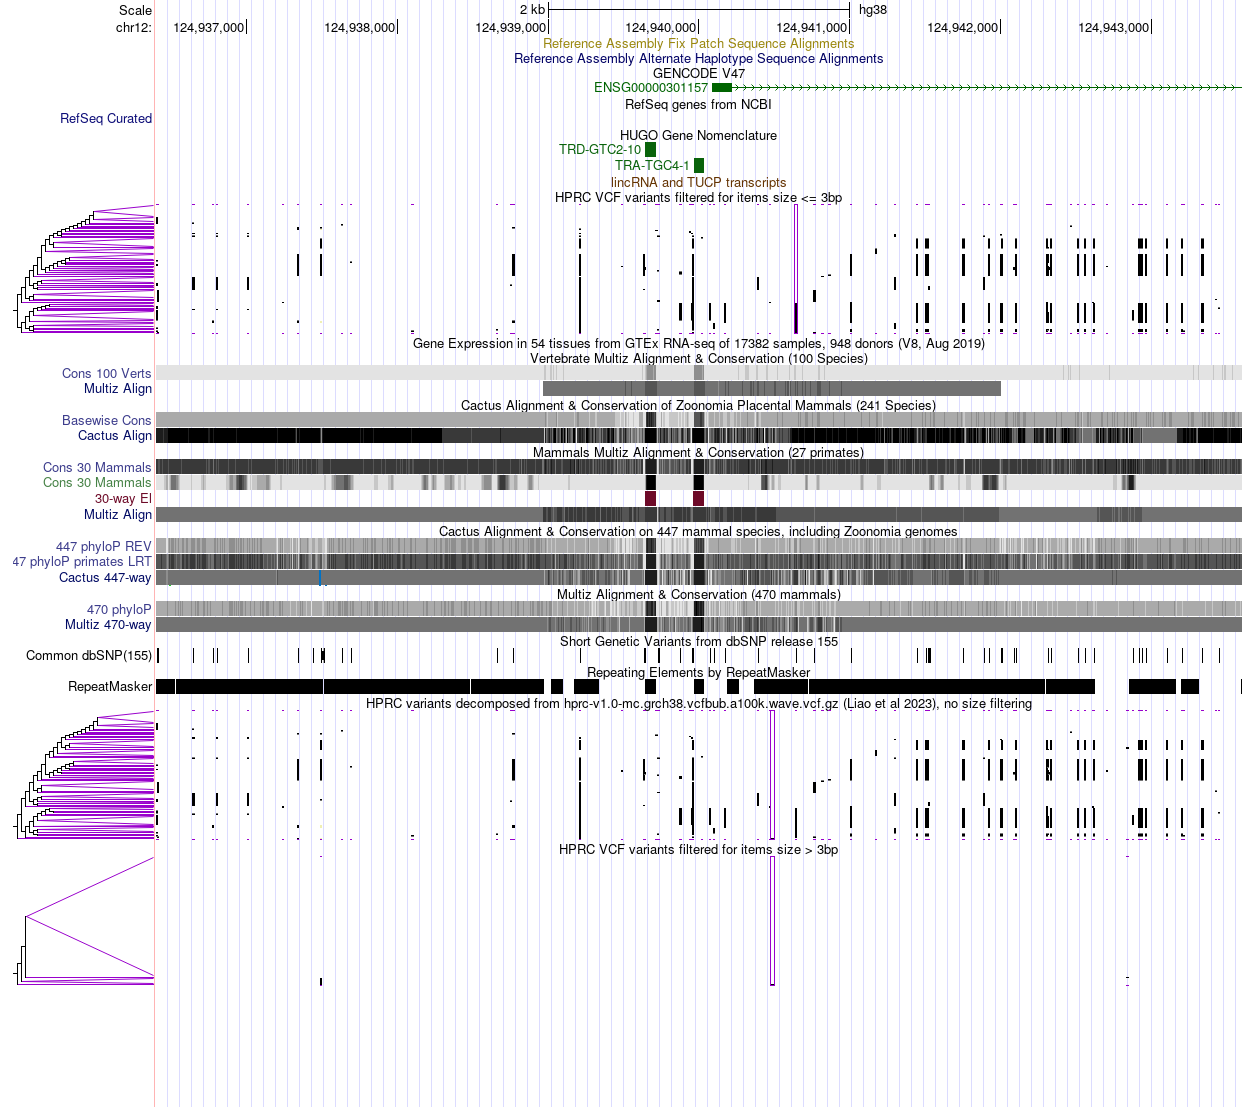 Scale 2 kb hg38
chr12: 124,937,000 124,938,000 124,939,000 124,940,000 124,941,000 124,942,000 124,943,000
Reference Assembly Fix Patch Sequence Alignments
Reference Assembly Alternate Haplotype Sequence Alignments
GENCODE V47
ENSG00000301157
RefSeq genes from NCBI
RefSeq Curated
HUGO Gene Nomenclature
TRD-GTC2-10
TRA-TGC4-1
lincRNA and TUCP transcripts
HPRC VCF variants filtered for items size <= 3bp
Gene Expression in 54 tissues from GTEx RNA-seq of 17382 samples, 948 donors (V8, Aug 2019)
Vertebrate Multiz Alignment & Conservation (100 Species)
Cons 100 Verts
Multiz Align
Cactus Alignment & Conservation of Zoonomia Placental Mammals (241 Species)
Basewise Cons
Cactus Align
Mammals Multiz Alignment & Conservation (27 primates)
Cons 30 Mammals
Cons 30 Mammals
30-way El
Multiz Align
Cactus Alignment & Conservation on 447 mammal species, including Zoonomia genomes
447 phyloP REV
47 phyloP primates LRT
Cactus 447-way
Multiz Alignment & Conservation (470 mammals)
470 phyloP
Multiz 470-way
Short Genetic Variants from dbSNP release 155
Common dbSNP(155)
Repeating Elements by RepeatMasker
RepeatMasker
HPRC variants decomposed from hprc-v1.0-mc.grch38.vcfbub.a100k.wave.vcf.gz (Liao et al 2023), no size filtering
HPRC VCF variants filtered for items size > 3bp